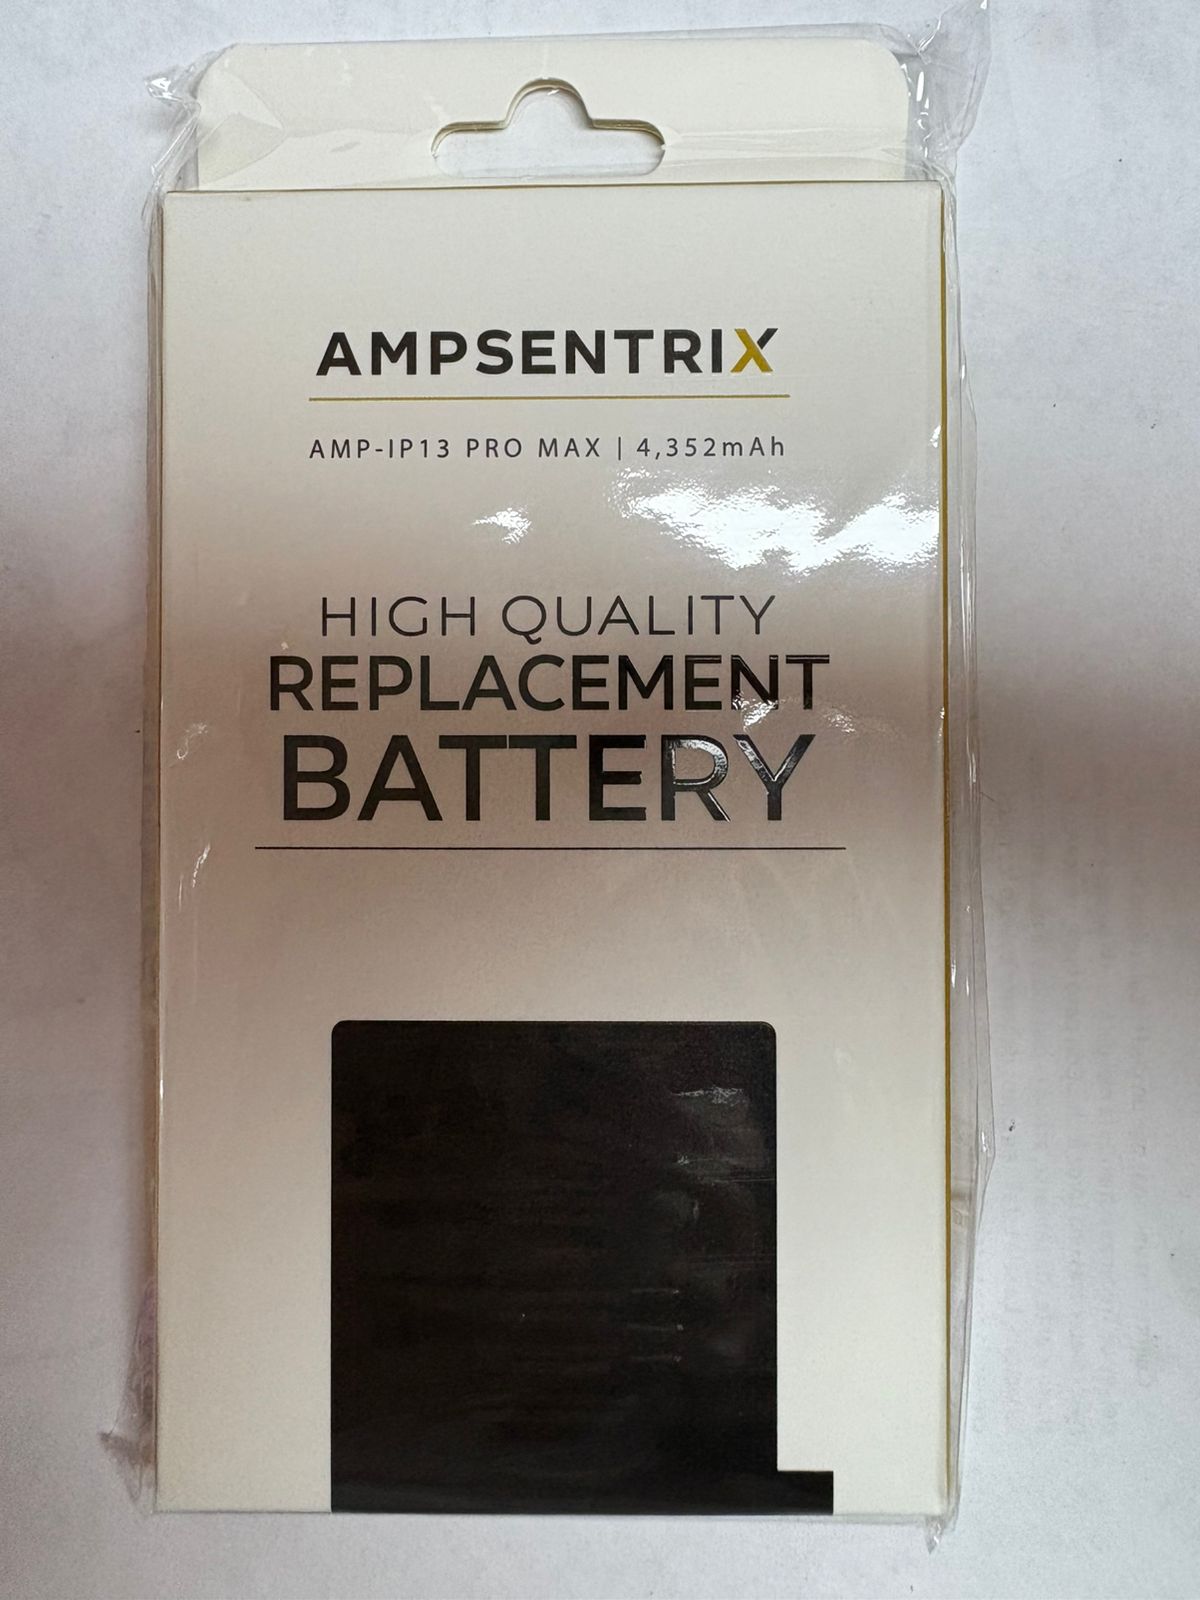 AMPSENTRIX
AMP-IP13 PRO MAX | 4,352mAh
HIGH QUALITY
REPLACEMENT
BATTERY